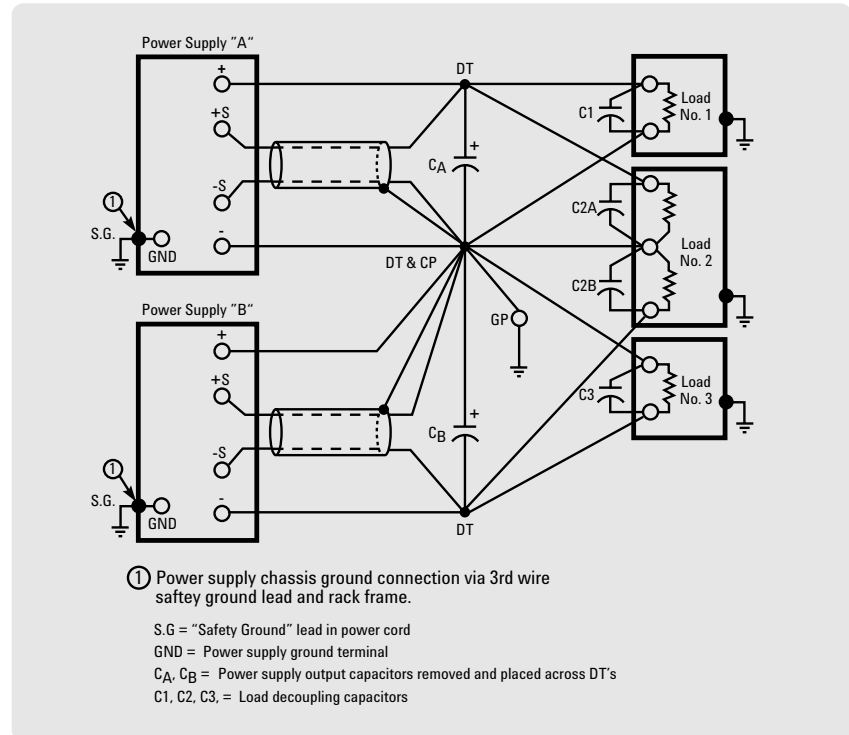 Power Supply "A"
+
+S
-S
-
1
S.G.
GND
DT
+
CA
DT & CP
C1
Load
No. 1
C2A
Load
No. 2
C2B
Power Supply "B"
+
+S
-S
-
1
S.G.
GND
GP
+
CB
DT
C3
Load
No. 3
1 Power supply chassis ground connection via 3rd wire
saftey ground lead and rack frame.
S.G = "Safety Ground" lead in power cord
GND = Power supply ground terminal
CA, CB = Power supply output capacitors removed and placed across DT's
C1, C2, C3, = Load decoupling capacitors